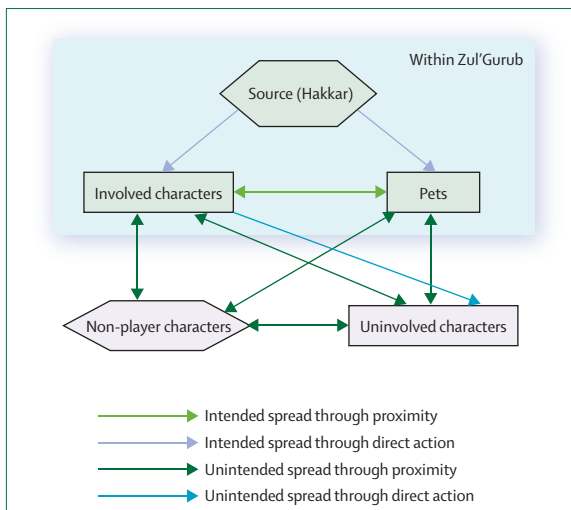 Within Zul'Gurub
Source (Hakkar)
Involved characters
Pets
Non-player characters
Uninvolved characters
Intended spread through proximity
Intended spread through direct action
Unintended spread through proximity
Unintended spread through direct action